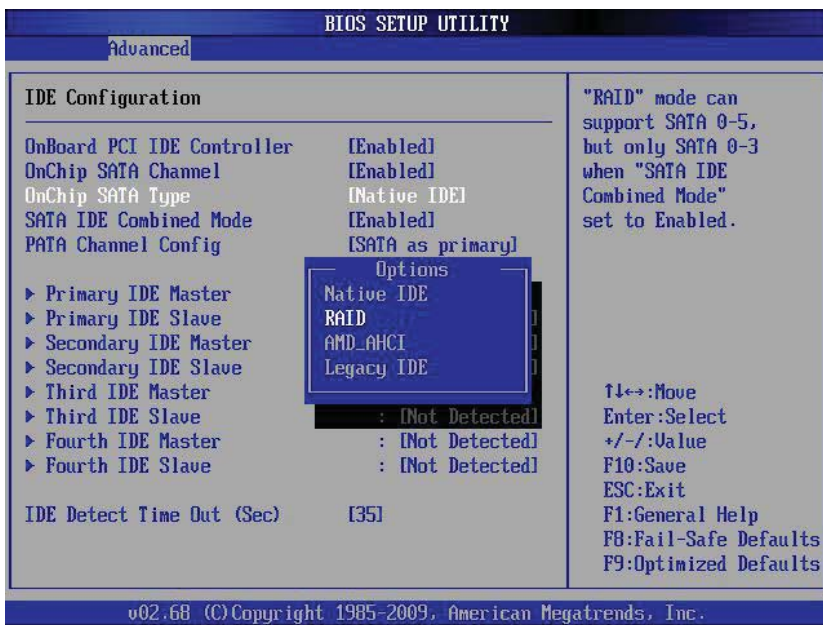 BIOS SETUP UTILITY
Advanced
IDE Configuration
OnBoard PCI IDE Controller [Enabled]
OnChip SATA Channel [Enabled]
OnChip SATA Type [Native IDE]
SATA IDE Combined Mode [Enabled]
PATA Channel Config [SATA as primary]
▶ Primary IDE Master
▶ Primary IDE Slave
▶ Secondary IDE Master
▶ Secondary IDE Slave
▶ Third IDE Master
▶ Third IDE Slave : [Not Detected]
▶ Fourth IDE Master : [Not Detected]
▶ Fourth IDE Slave : [Not Detected]
IDE Detect Time Out (Sec) [35]
Options
Native IDE
RAID
AMD_AHCI
Legacy IDE
"RAID" mode can
support SATA 0-5,
but only SATA 0-3
when "SATA IDE
Combined Mode"
set to Enabled.
↑↓←→:Move
Enter:Select
+/-/:Value
F10:Save
ESC:Exit
F1:General Help
F8:Fail-Safe Defaults
F9:Optimized Defaults
v02.68 (C)Copyright 1985-2009, American Megatrends, Inc.